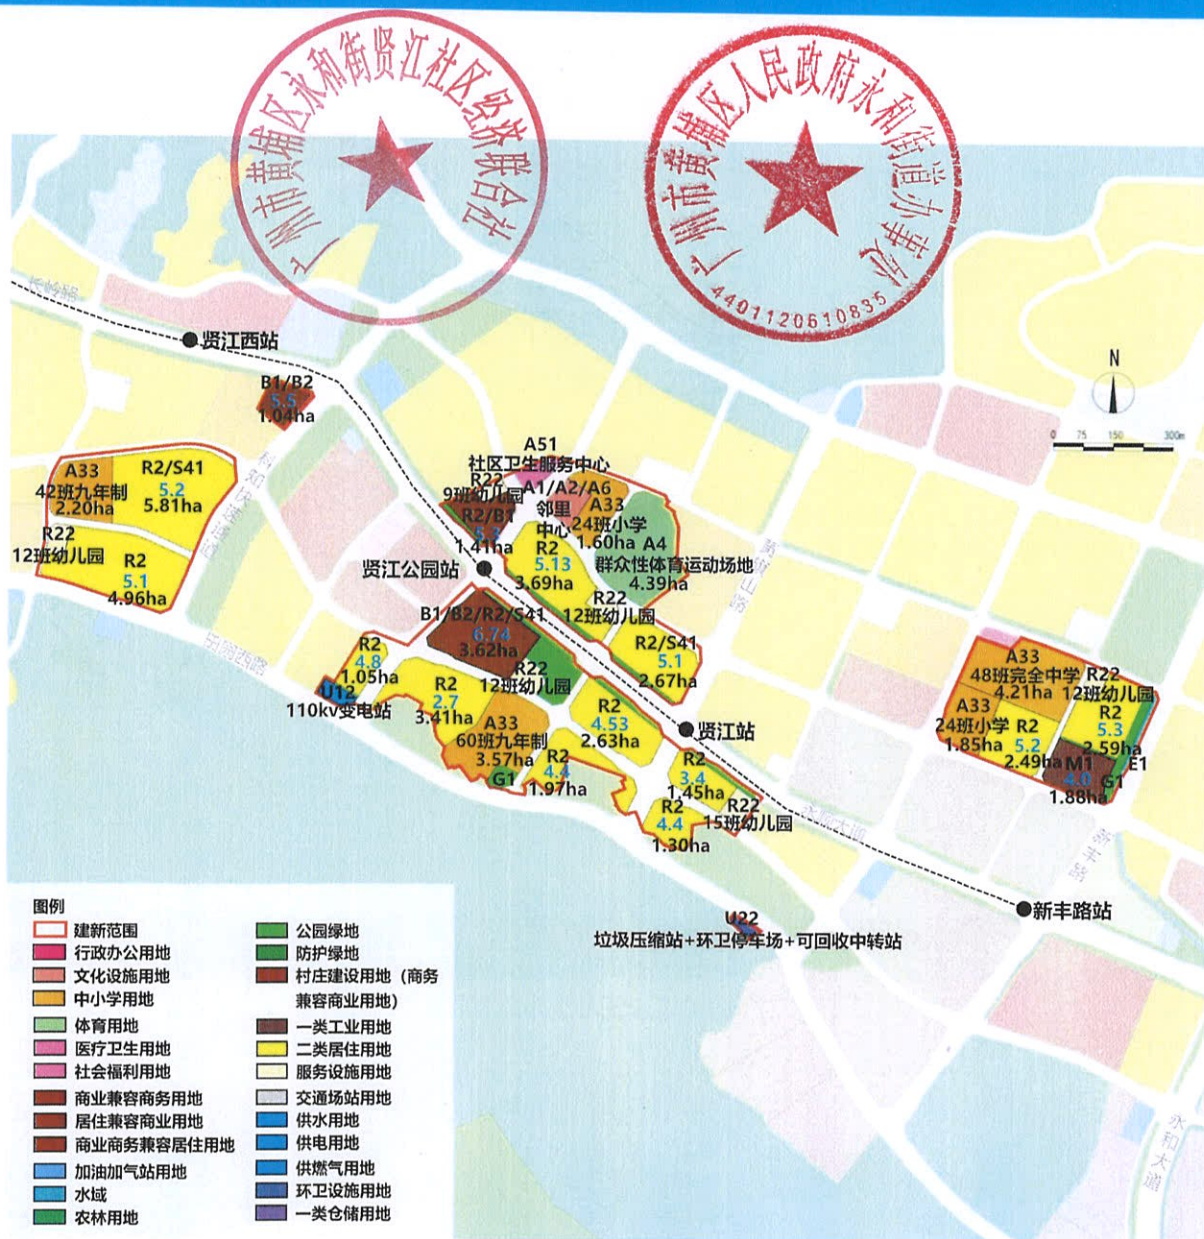 广州市黄埔区永和街贤江社区经济联合社
广州市黄埔区人民政府永和街道办事处
4401120610835
长岭路
贤江西站
N
0 75 150 300m
B1/B2
5.5
1.04ha
A33
42班九年制
2.20ha
R2/S41
5.2
5.81ha
R22
12班幼儿园
R2
5.1
4.96ha
A51
社区卫生服务中心
R22
9班幼儿园
R2/B1
5.3
1.41ha
A1/A2/A6
邻里
中心
A33
24班小学
1.60ha
A4
群众性体育运动场地
4.39ha
R2
5.13
3.69ha
贤江公园站
R22
12班幼儿园
B1/B2/R2/S41
6.74
3.62ha
R2/S41
5.1
2.67ha
R2
4.8
1.05ha
U12
110kv变电站
R22
12班幼儿园
R2
2.7
3.41ha
A33
60班九年制
3.57ha
G1
R2
4.53
2.63ha
贤江站
R2
4.4
1.97ha
R2
3.4
1.45ha
R22
15班幼儿园
R2
4.4
1.30ha
A33
48班完全中学
4.21ha
R22
12班幼儿园
A33
24班小学
1.85ha
R2
5.2
2.49ha
R2
5.3
2.59ha
E1
M1
4.0
1.88ha
G1
永顺大道
新丰路
新丰路站
永和大道
U22
垃圾压缩站+环卫停车场+可回收中转站
图例
建新范围
行政办公用地
文化设施用地
中小学用地
体育用地
医疗卫生用地
社会福利用地
商业兼容商务用地
居住兼容商业用地
商业商务兼容居住用地
加油加气站用地
水域
农林用地
公园绿地
防护绿地
村庄建设用地（商务
兼容商业用地）
一类工业用地
二类居住用地
服务设施用地
交通场站用地
供水用地
供电用地
供燃气用地
环卫设施用地
一类仓储用地